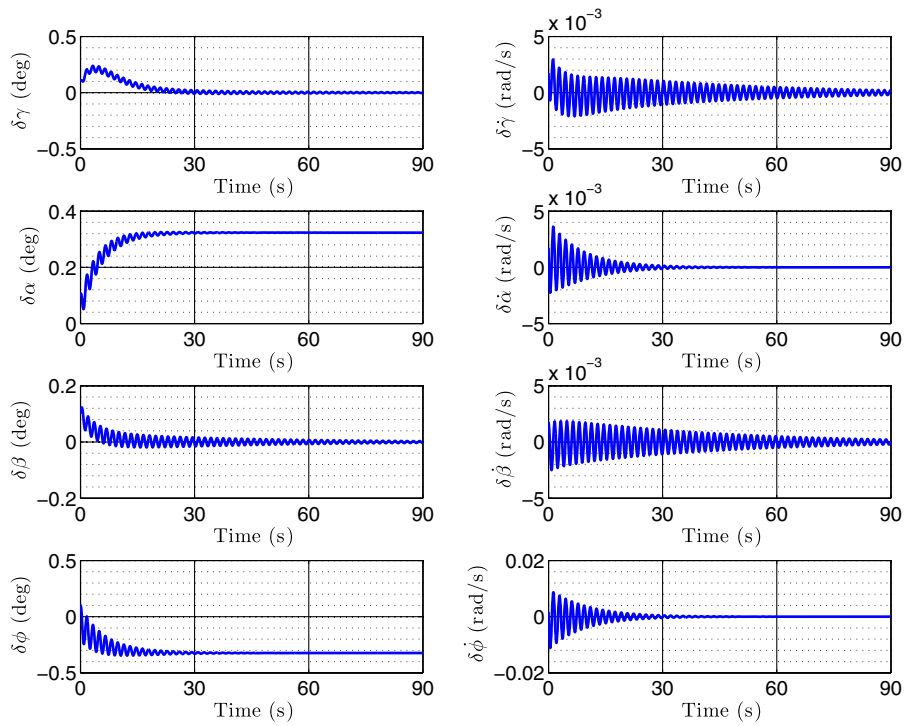 0.5
0
−0.5
δγ (deg)
0 30 60 90
Time (s)
x 10⁻³
5
0
−5
δγ̇ (rad/s)
0 30 60 90
Time (s)
0.4
0.2
0
δα (deg)
0 30 60 90
Time (s)
x 10⁻³
5
0
−5
δα̇ (rad/s)
0 30 60 90
Time (s)
0.2
0
−0.2
δβ (deg)
0 30 60 90
Time (s)
x 10⁻³
5
0
−5
δβ̇ (rad/s)
0 30 60 90
Time (s)
0.5
0
−0.5
δϕ (deg)
0 30 60 90
Time (s)
0.02
0
−0.02
δϕ̇ (rad/s)
0 30 60 90
Time (s)